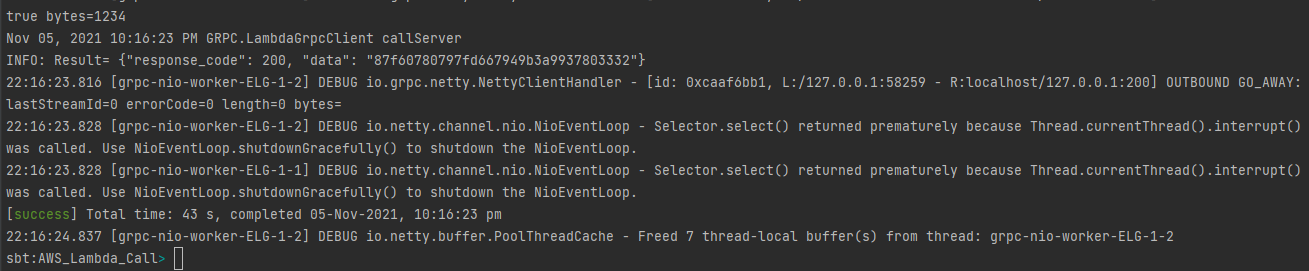 true bytes=1234
Nov 05, 2021 10:16:23 PM GRPC.LambdaGrpcClient callServer
INFO: Result= {"response_code": 200, "data": "87f60780797fd667949b3a9937803332"}
22:16:23.816 [grpc-nio-worker-ELG-1-2] DEBUG io.grpc.netty.NettyClientHandler - [id: 0xcaaf6bb1, L:/127.0.0.1:58259 - R:localhost/127.0.0.1:200] OUTBOUND GO_AWAY:
lastStreamId=0 errorCode=0 length=0 bytes=
22:16:23.828 [grpc-nio-worker-ELG-1-2] DEBUG io.netty.channel.nio.NioEventLoop - Selector.select() returned prematurely because Thread.currentThread().interrupt()
was called. Use NioEventLoop.shutdownGracefully() to shutdown the NioEventLoop.
22:16:23.828 [grpc-nio-worker-ELG-1-1] DEBUG io.netty.channel.nio.NioEventLoop - Selector.select() returned prematurely because Thread.currentThread().interrupt()
was called. Use NioEventLoop.shutdownGracefully() to shutdown the NioEventLoop.
[success] Total time: 43 s, completed 05-Nov-2021, 10:16:23 pm
22:16:24.837 [grpc-nio-worker-ELG-1-2] DEBUG io.netty.buffer.PoolThreadCache - Freed 7 thread-local buffer(s) from thread: grpc-nio-worker-ELG-1-2
sbt:AWS_Lambda_Call>